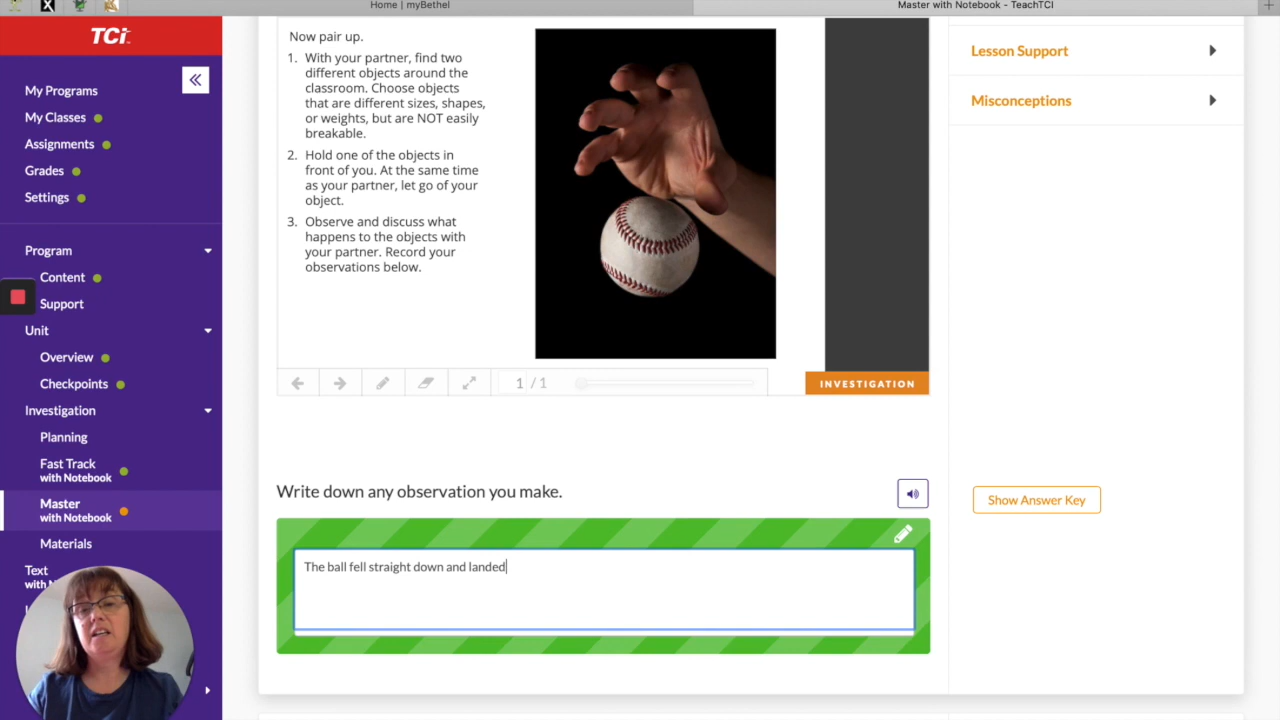 Home | myBethel
Master with Notebook - TeachTCI
TCi
My Programs
My Classes
Assignments
Grades
Settings
Program
Content
Support
Unit
Overview
Checkpoints
Investigation
Planning
Fast Track
with Notebook
Master
with Notebook
Materials
Text
Now pair up.
1. With your partner, find two
different objects around the
classroom. Choose objects
that are different sizes, shapes,
or weights, but are NOT easily
breakable.
2. Hold one of the objects in
front of you. At the same time
as your partner, let go of your
object.
3. Observe and discuss what
happens to the objects with
your partner. Record your
observations below.
1 / 1
INVESTIGATION
Write down any observation you make.
The ball fell straight down and landed
Lesson Support
Misconceptions
Show Answer Key